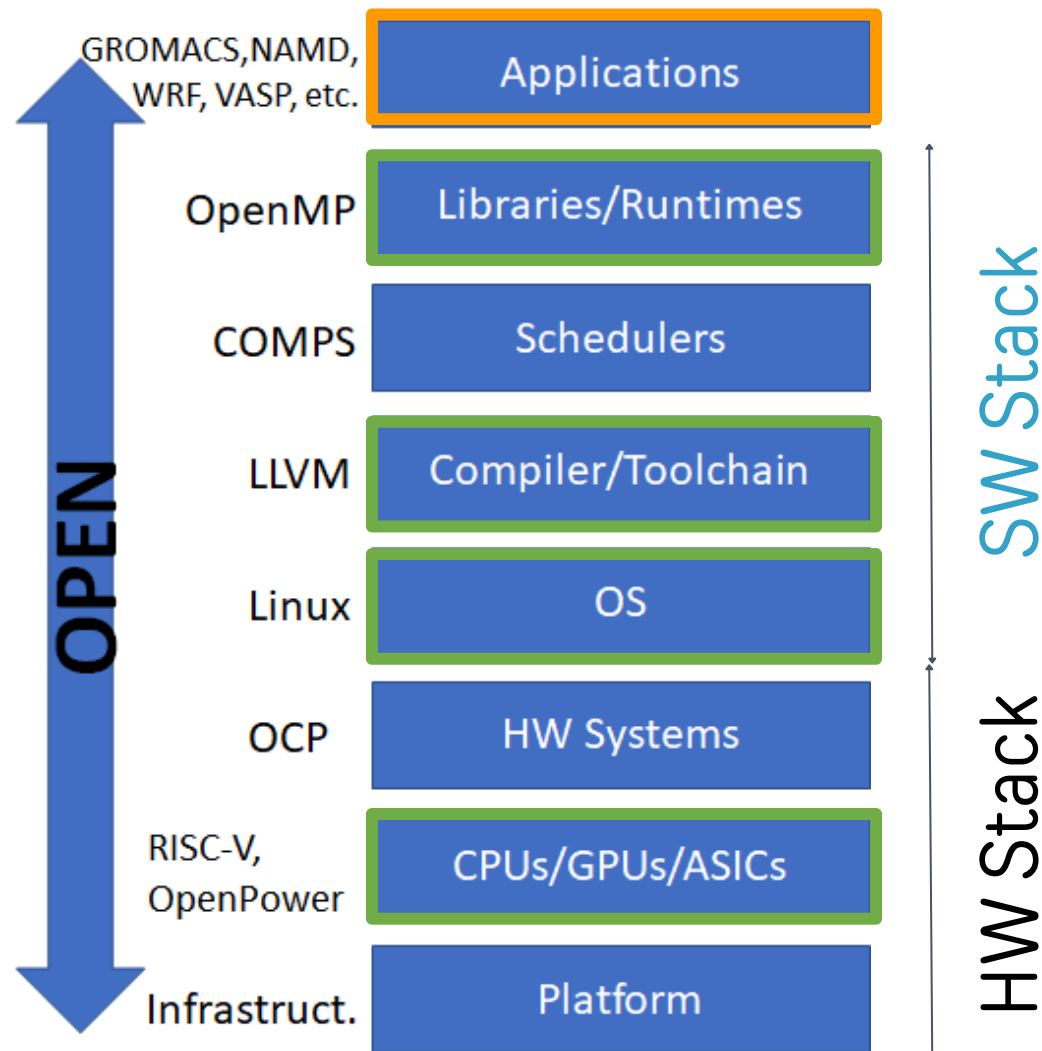 GROMACS,NAMD,
WRF, VASP, etc.
Applications
OpenMP
Libraries/Runtimes
COMPS
Schedulers
LLVM
Compiler/Toolchain
Linux
OS
OCP
HW Systems
RISC-V,
OpenPower
CPUs/GPUs/ASICs
Infrastruct.
Platform
OPEN
SW Stack
HW Stack